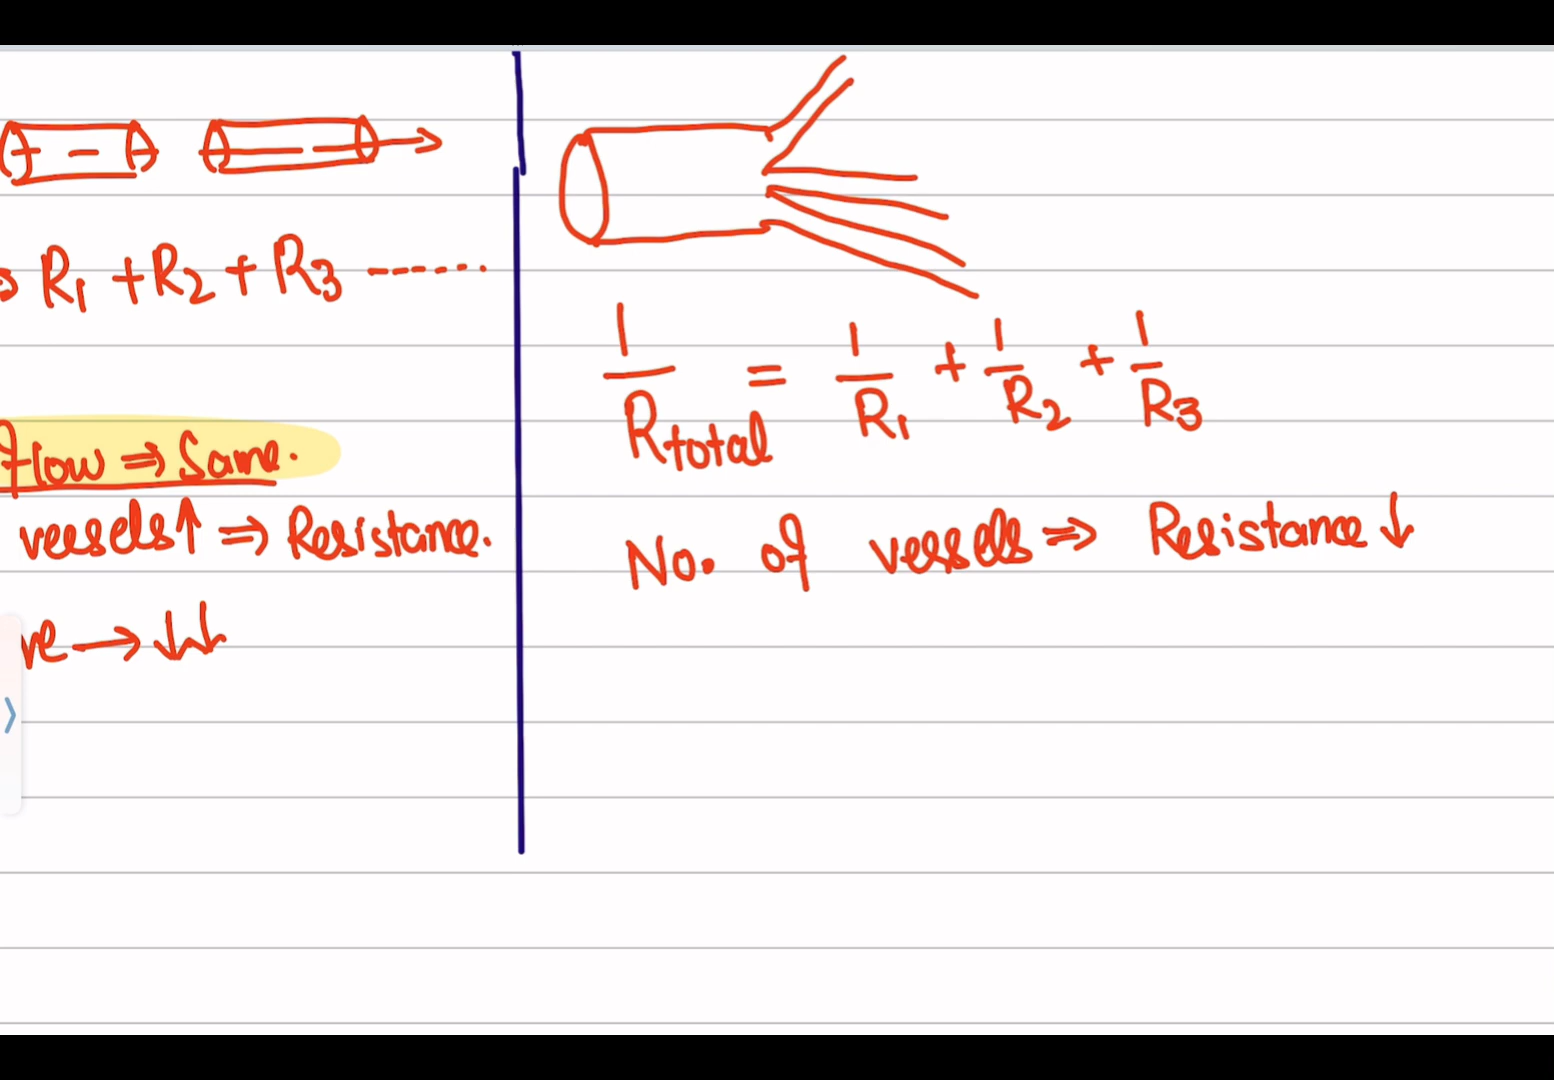 R1 + R2 + R3 -------
flow ⇒ Same.
vessels↑ ⇒ Resistance.
→ ↓↓
1/Rtotal = 1/R1 + 1/R2 + 1/R3
No. of vessels ⇒ Resistance ↓